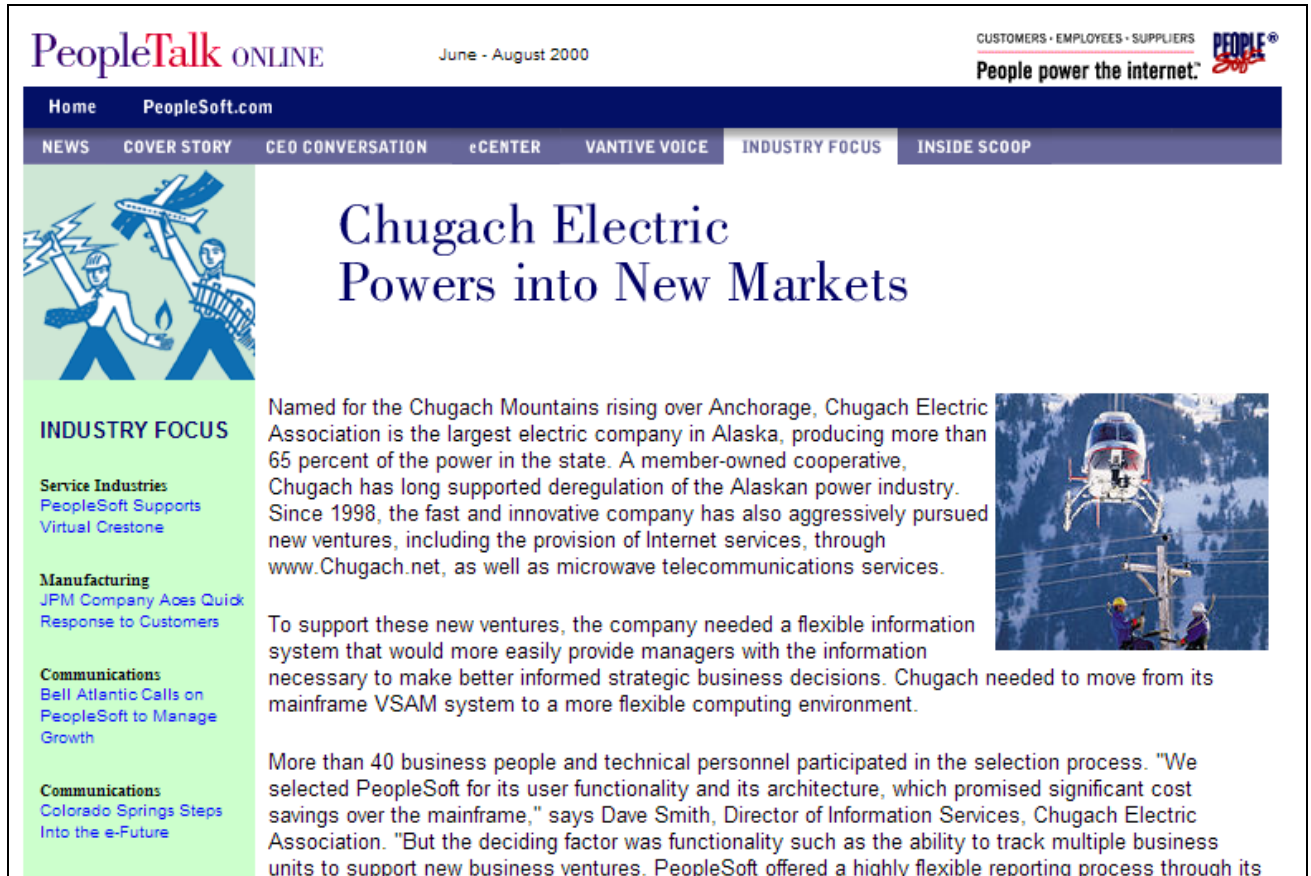 PeopleTalk ONLINE
June - August 2000
CUSTOMERS · EMPLOYEES · SUPPLIERS
People power the internet.™
PEOPLE Soft®
Home PeopleSoft.com
NEWS COVER STORY CEO CONVERSATION eCENTER VANTIVE VOICE INDUSTRY FOCUS INSIDE SCOOP
Chugach Electric
Powers into New Markets
INDUSTRY FOCUS
Service Industries
PeopleSoft Supports
Virtual Crestone
Manufacturing
JPM Company Aces Quick
Response to Customers
Communications
Bell Atlantic Calls on
PeopleSoft to Manage
Growth
Communications
Colorado Springs Steps
Into the e-Future
Named for the Chugach Mountains rising over Anchorage, Chugach Electric
Association is the largest electric company in Alaska, producing more than
65 percent of the power in the state. A member-owned cooperative,
Chugach has long supported deregulation of the Alaskan power industry.
Since 1998, the fast and innovative company has also aggressively pursued
new ventures, including the provision of Internet services, through
www.Chugach.net, as well as microwave telecommunications services.
To support these new ventures, the company needed a flexible information
system that would more easily provide managers with the information
necessary to make better informed strategic business decisions. Chugach needed to move from its
mainframe VSAM system to a more flexible computing environment.
More than 40 business people and technical personnel participated in the selection process. "We
selected PeopleSoft for its user functionality and its architecture, which promised significant cost
savings over the mainframe," says Dave Smith, Director of Information Services, Chugach Electric
Association. "But the deciding factor was functionality such as the ability to track multiple business
units to support new business ventures. PeopleSoft offered a highly flexible reporting process through its